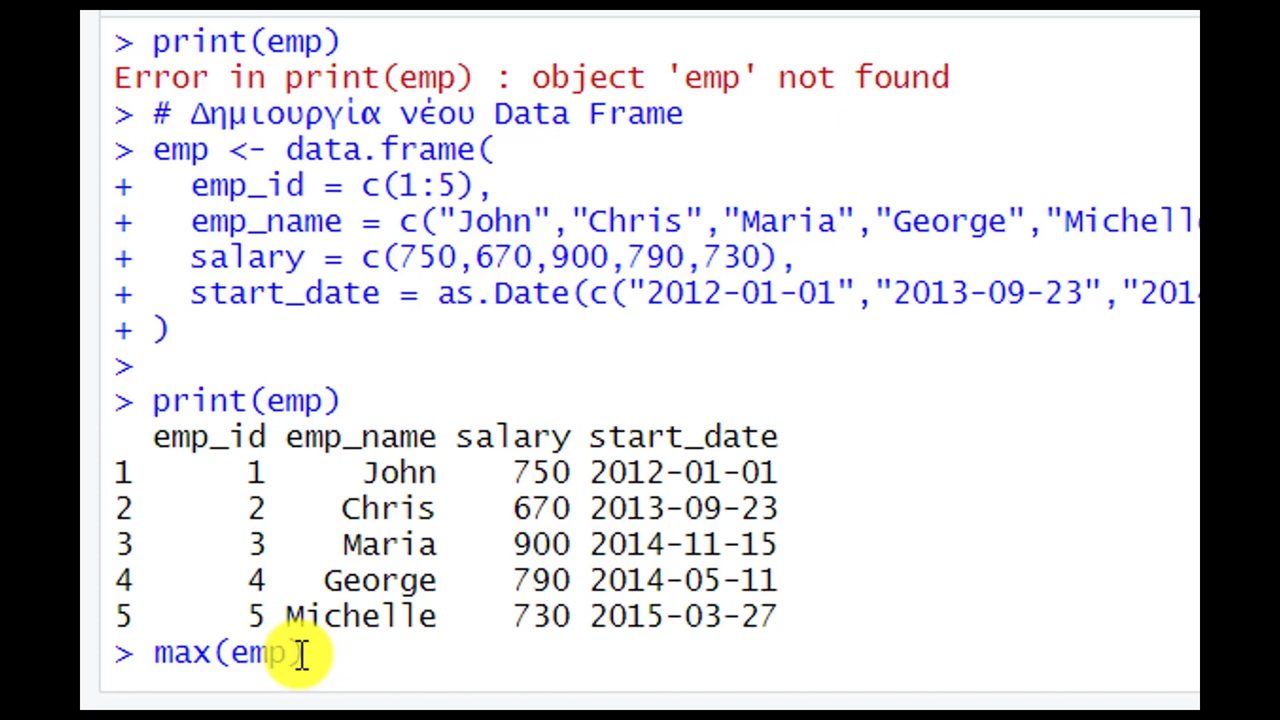 > print(emp)
Error in print(emp) : object 'emp' not found
> # Δημιουργία νέου Data Frame
> emp <- data.frame(
+   emp_id = c(1:5),
+   emp_name = c("John","Chris","Maria","George","Michelle
+   salary = c(750,670,900,790,730),
+   start_date = as.Date(c("2012-01-01","2013-09-23","2014
+ )
>
> print(emp)
  emp_id emp_name salary start_date
1      1     John    750 2012-01-01
2      2    Chris    670 2013-09-23
3      3    Maria    900 2014-11-15
4      4   George    790 2014-05-11
5      5 Michelle    730 2015-03-27
> max(emp)